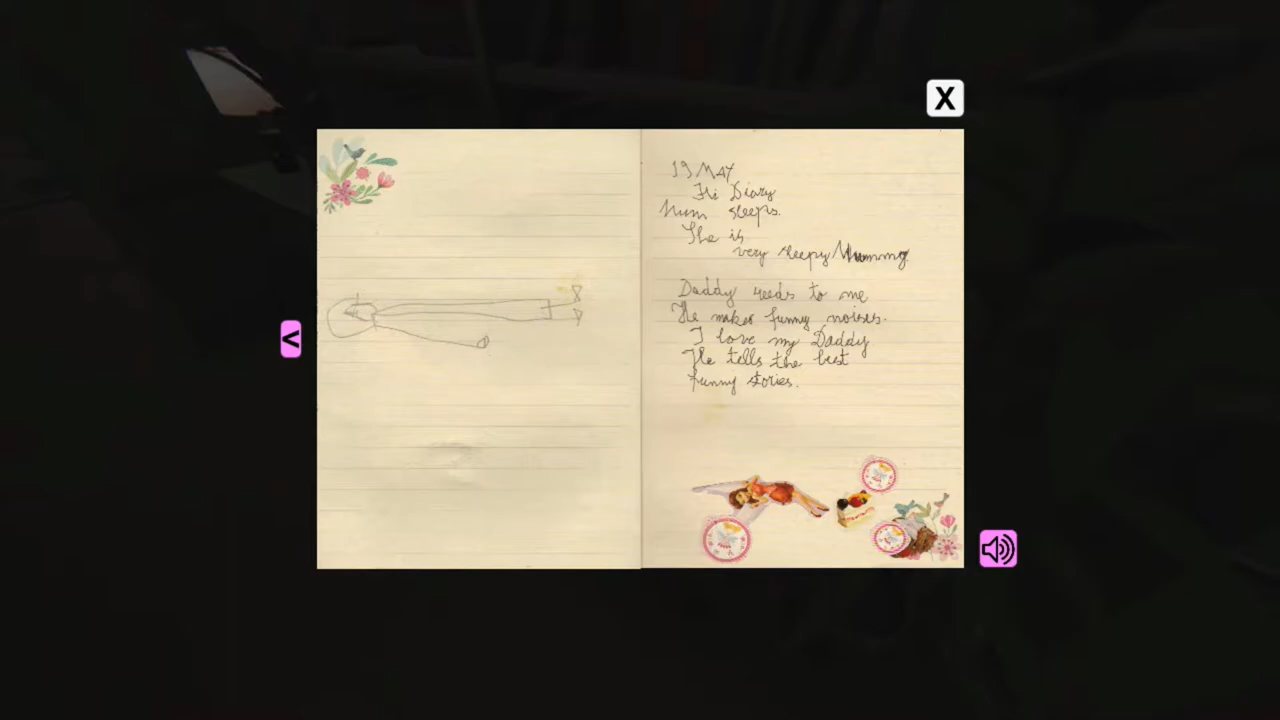 X
19 MAY
Hi Diary
Mum sleeps.
She is
very sleepy Mummy
Daddy reeds to me
He makes funny noises.
I love my Daddy
He tells the best
funny stories.
<